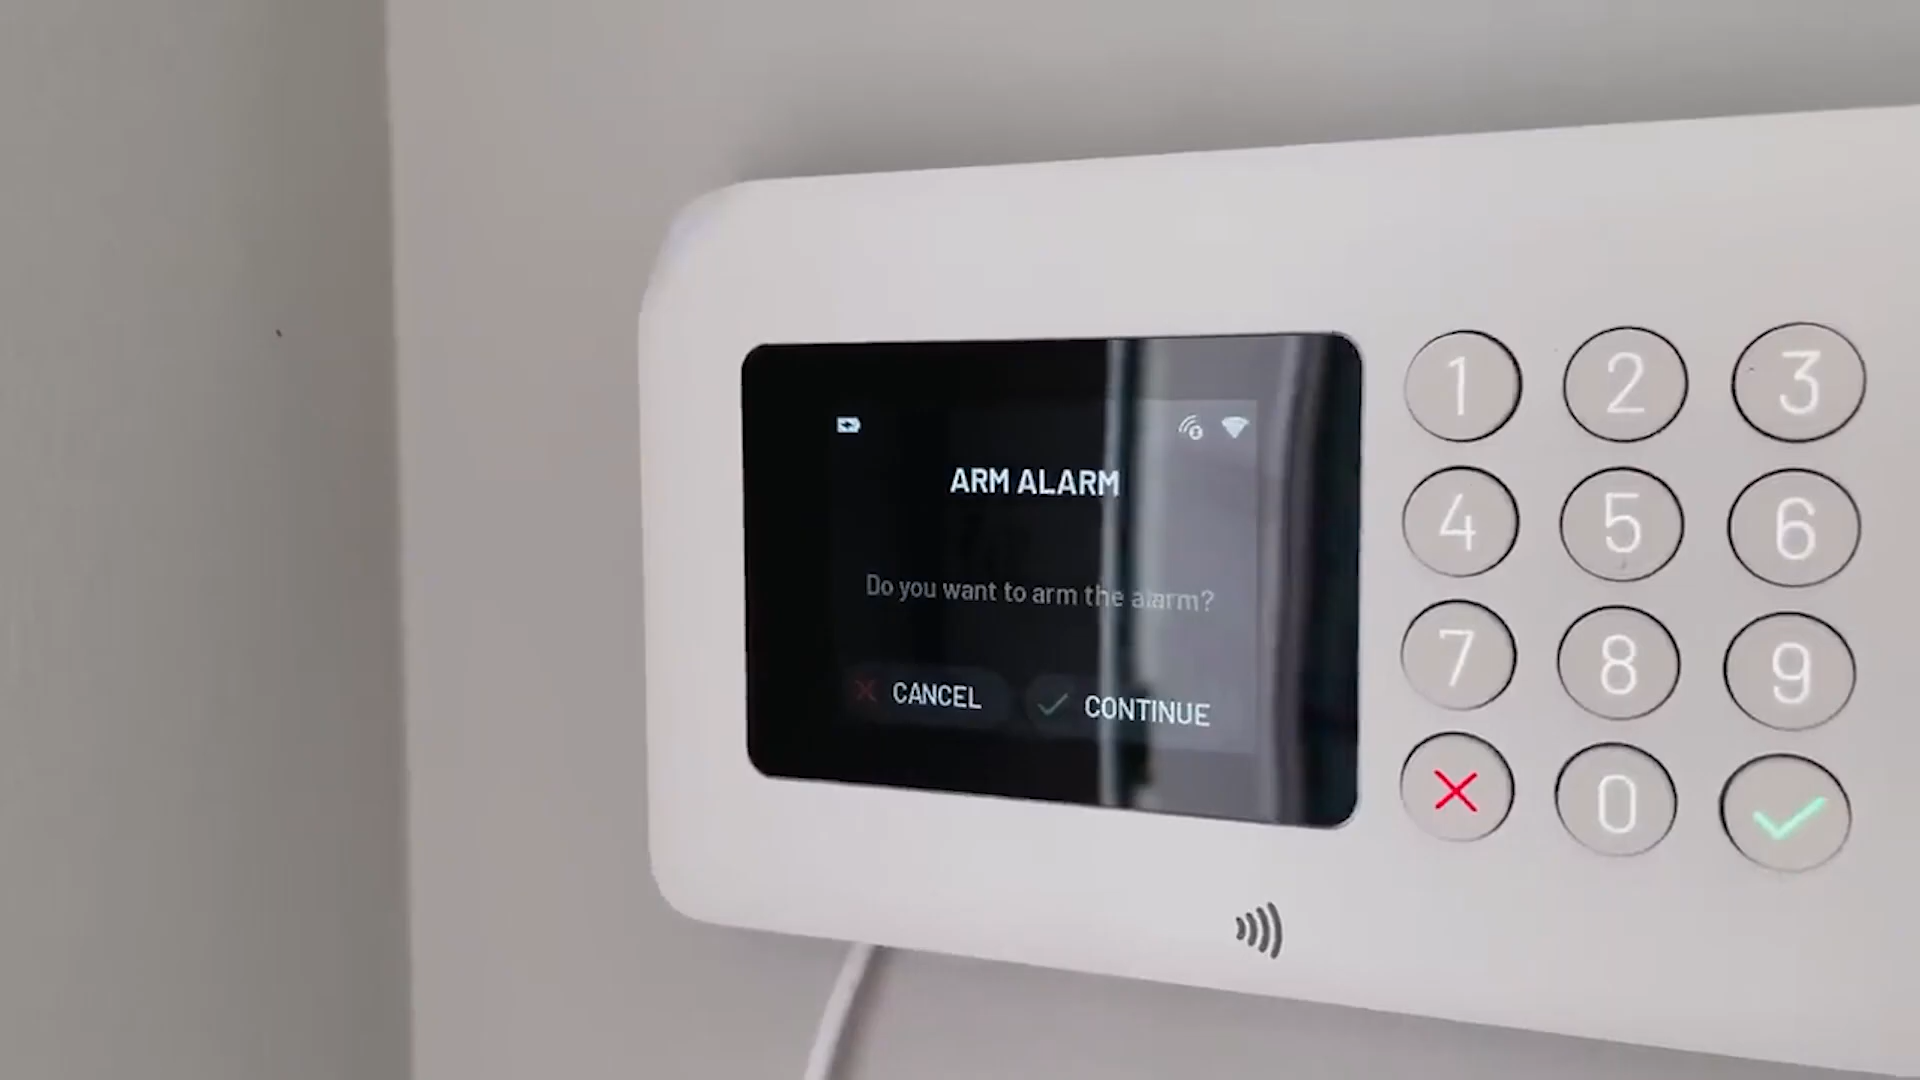 ARM ALARM
Do you want to arm the alarm?
CANCEL CONTINUE
1 2 3
4 5 6
7 8 9
0